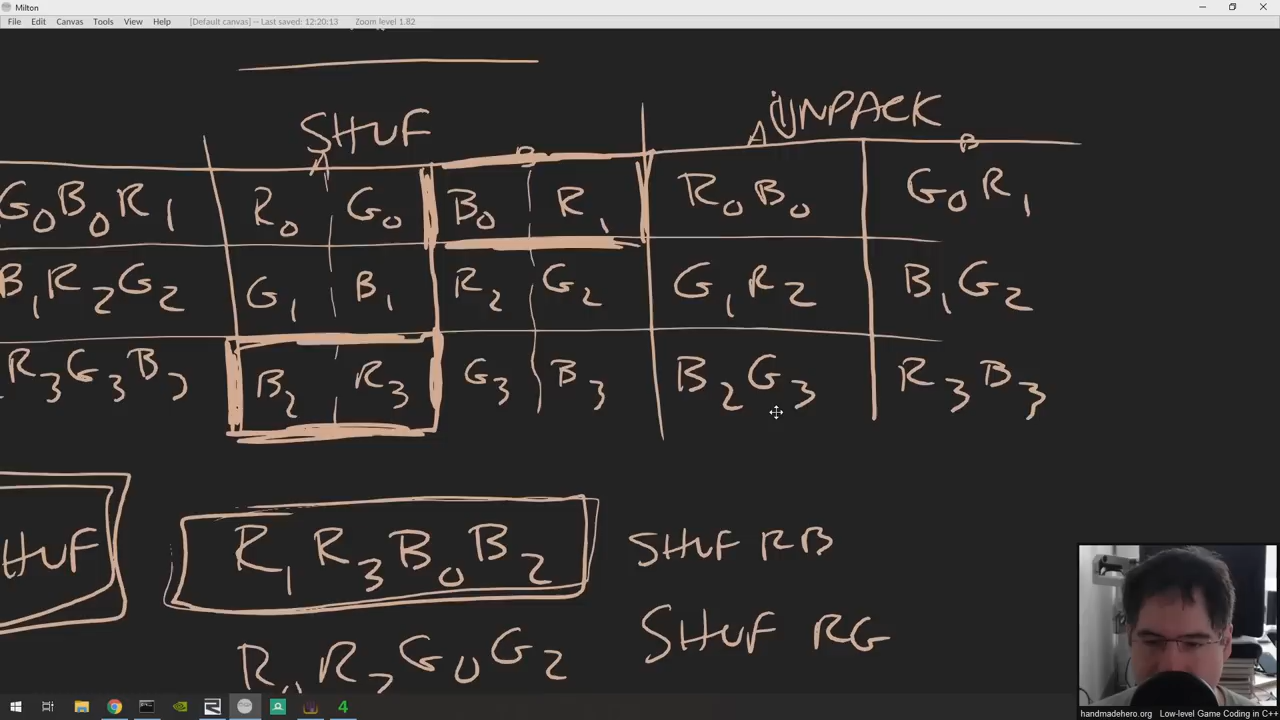 Milton
File Edit Canvas Tools View Help [Default canvas] -- Last saved: 12:20:13 Zoom level 1.82
SHUF UNPACK
A B A B
G0B0R1 R0 G0 B0 R1 R0B0 G0R1
B1R2G2 G1 B1 R2 G2 G1R2 B1G2
R3G3B3 B2 R3 G3 B3 B2G3 R3B3
HUF R1R3B0B2 SHUF RB
SHUF RG
G0G2
4
handmadehero.org | Low-level Game Coding in C++